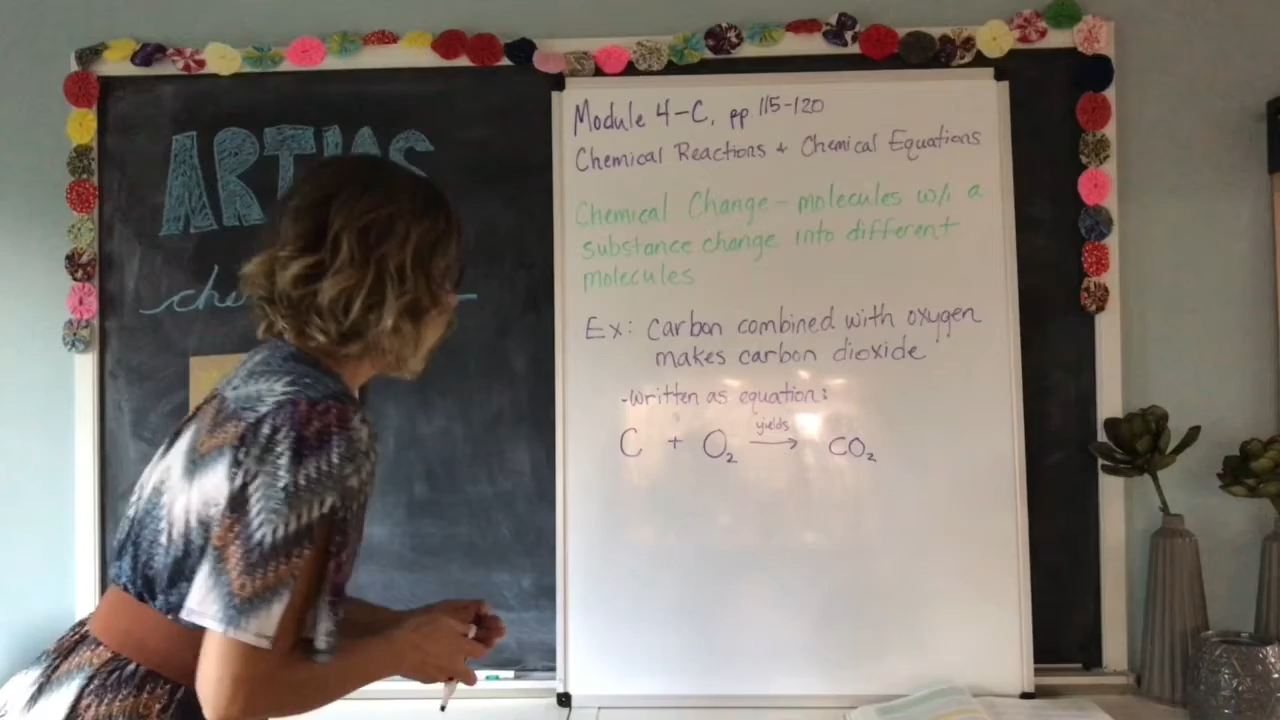 Module 4-C, pp 115-120
Chemical Reactions + Chemical Equations
Chemical Change - molecules w/i a
substance change into different
molecules
Ex: carbon combined with oxygen
makes carbon dioxide
-written as equation:
yields
C + O₂ ⟶ CO₂